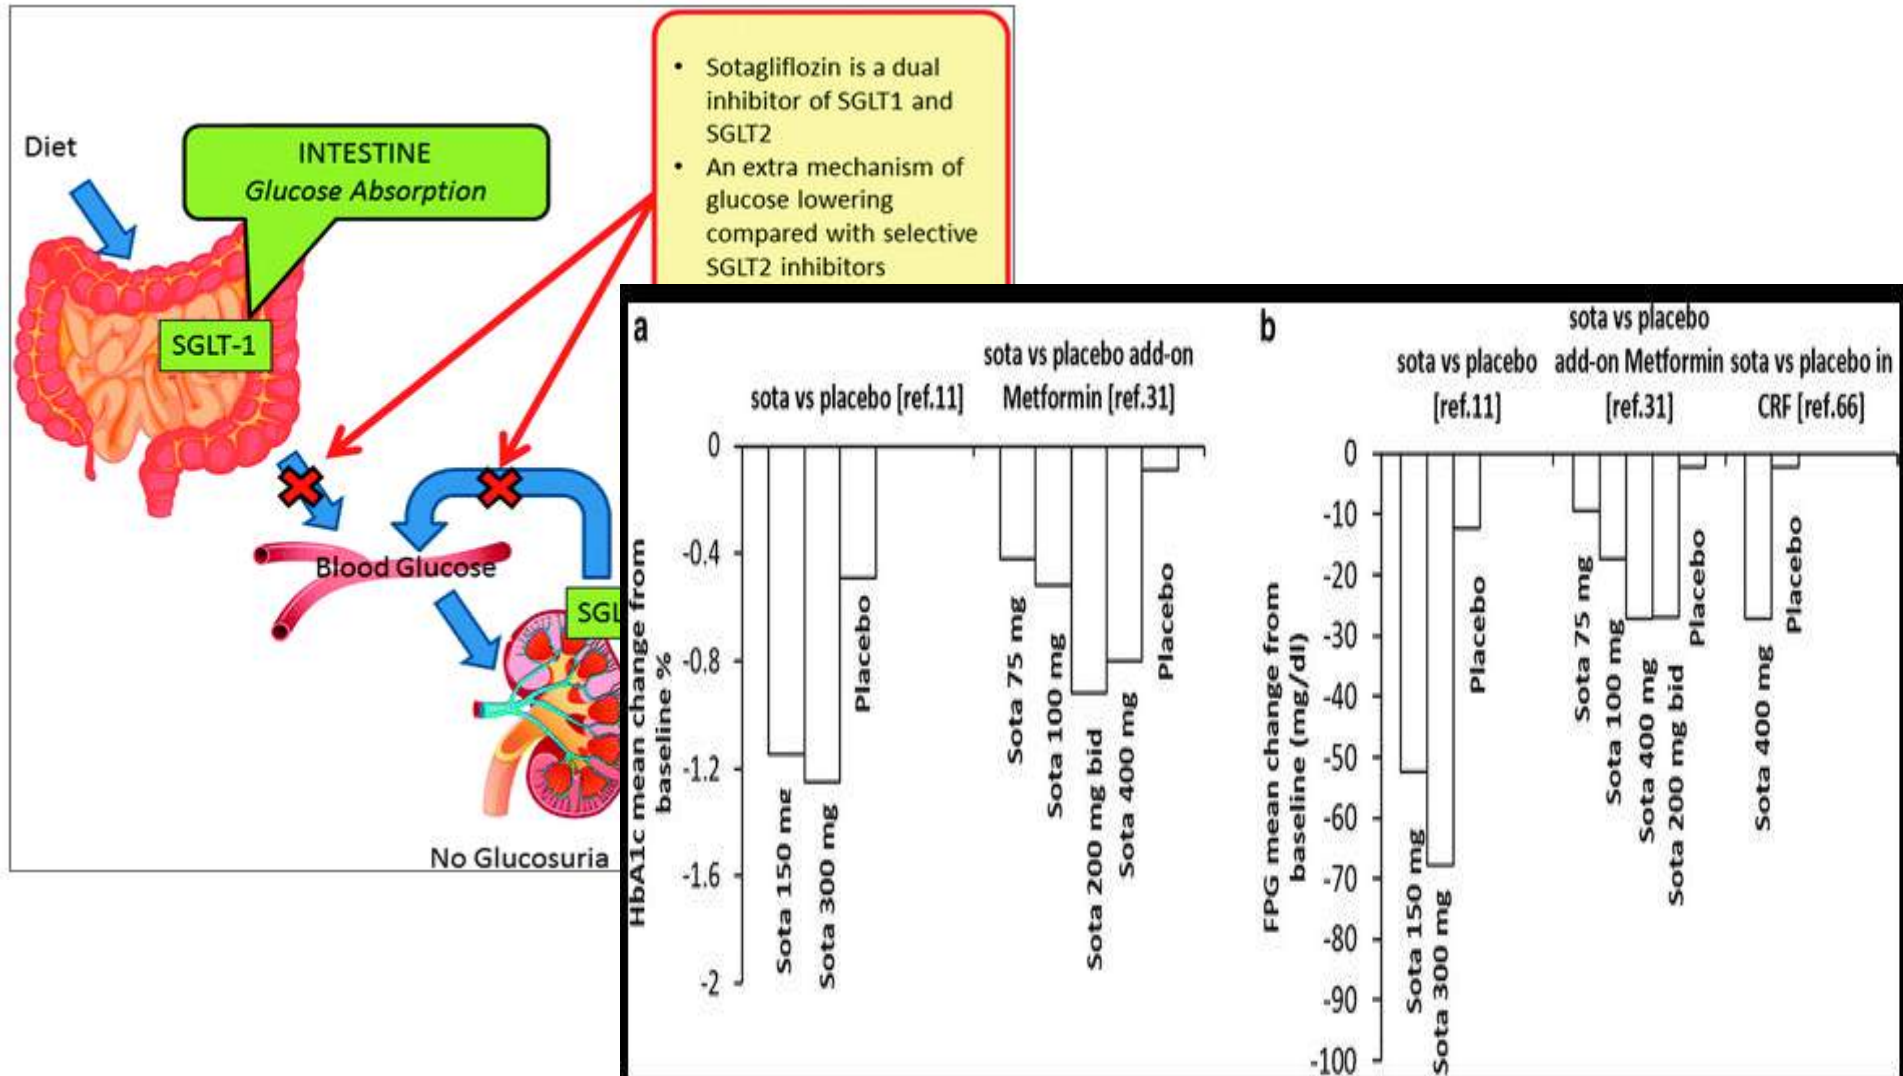 Diet
INTESTINE
Glucose Absorption
SGLT-1
• Sotagliflozin is a dual
inhibitor of SGLT1 and
SGLT2
• An extra mechanism of
glucose lowering
compared with selective
SGLT2 inhibitors
Blood Glucose
No Glucosuria
a
sota vs placebo [ref.11]
sota vs placebo add-on
Metformin [ref.31]
HbA1c mean change from
baseline %
0
-0.4
-0.8
-1.2
-1.6
-2
Sota 150 mg
Sota 300 mg
Placebo
Sota 75 mg
Sota 100 mg
Sota 200 mg bid
Sota 400 mg
Placebo
b
sota vs placebo
[ref.11]
sota vs placebo
add-on Metformin
[ref.31]
sota vs placebo in
CRF [ref.66]
FPG mean change from
baseline (mg/dl)
0
-10
-20
-30
-40
-50
-60
-70
-80
-90
-100
Sota 150 mg
Sota 300 mg
Placebo
Sota 75 mg
Sota 100 mg
Sota 400 mg
Sota 200 mg bid
Placebo
Sota 400 mg
Placebo